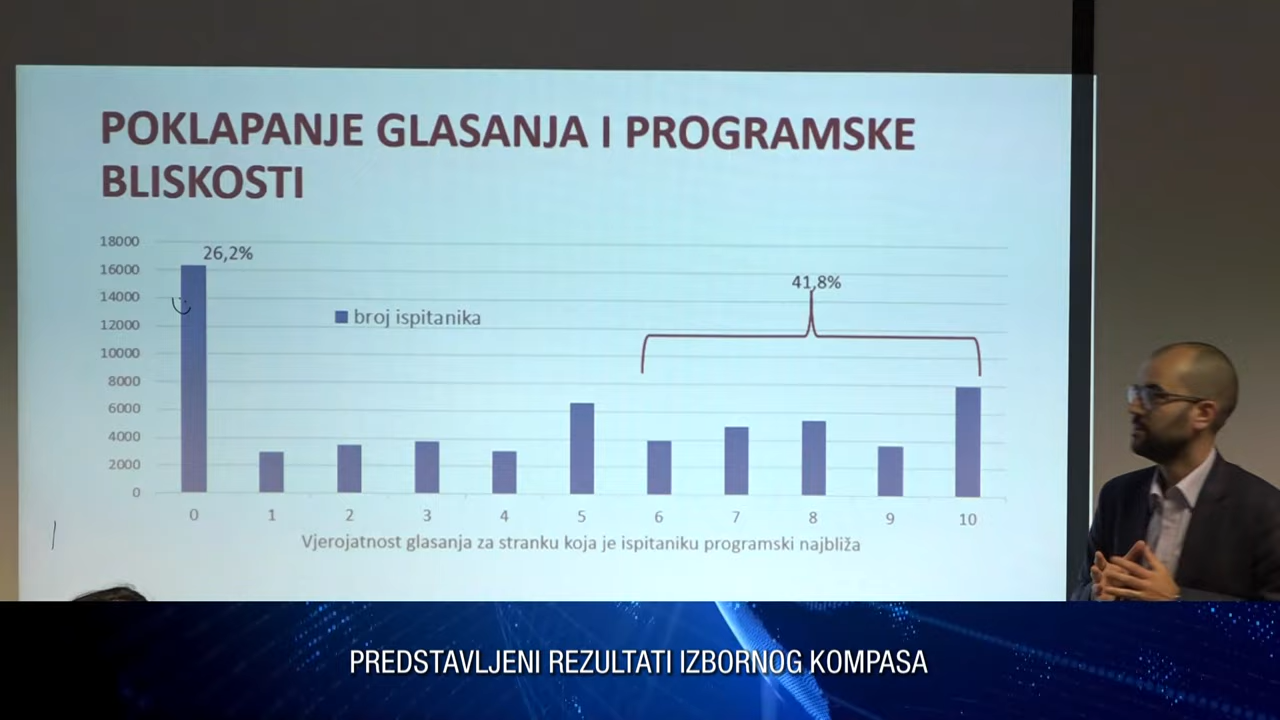 POKLAPANJE GLASANJA I PROGRAMSKE
BLISKOSTI
18000
16000
14000
12000
10000
8000
6000
4000
2000
0
26,2%
41,8%
broj ispitanika
0 1 2 3 4 5 6 7 8 9 10
Vjerojatnost glasanja za stranku koja je ispitaniku programski najbliža
PREDSTAVLJENI REZULTATI IZBORNOG KOMPASA